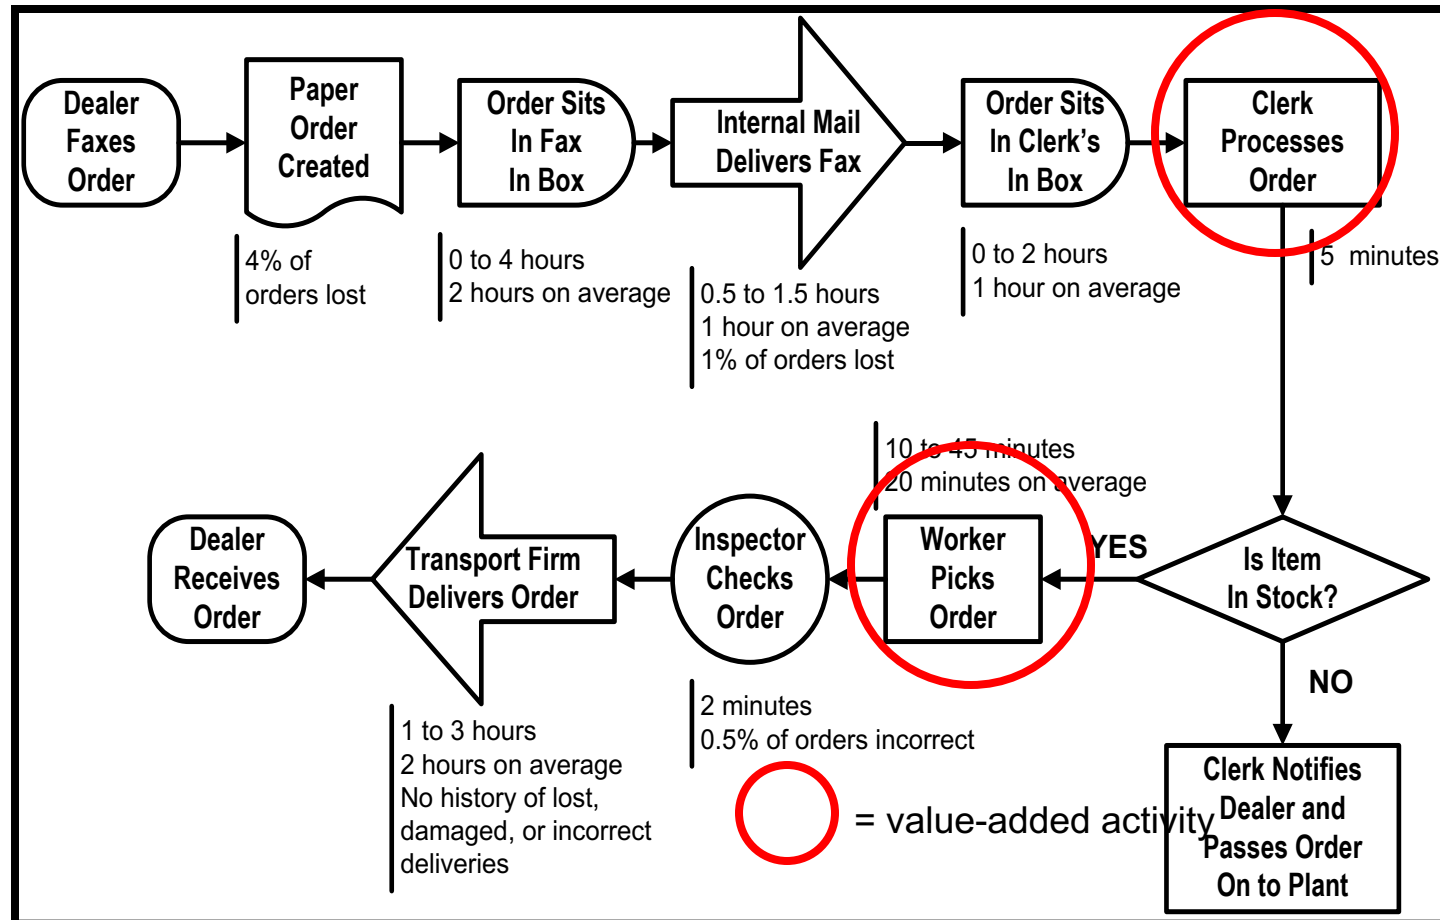 Dealer
Faxes
Order
Paper
Order
Created
4% of
orders lost
Order Sits
In Fax
In Box
0 to 4 hours
2 hours on average
Internal Mail
Delivers Fax
0.5 to 1.5 hours
1 hour on average
1% of orders lost
Order Sits
In Clerk's
In Box
0 to 2 hours
1 hour on average
Clerk
Processes
Order
5 minutes
Is Item
In Stock?
YES
NO
10 to 45 minutes
20 minutes on average
Worker
Picks
Order
Inspector
Checks
Order
2 minutes
0.5% of orders incorrect
Transport Firm
Delivers Order
1 to 3 hours
2 hours on average
No history of lost,
damaged, or incorrect
deliveries
Dealer
Receives
Order
Clerk Notifies
Dealer and
Passes Order
On to Plant
= value-added activity